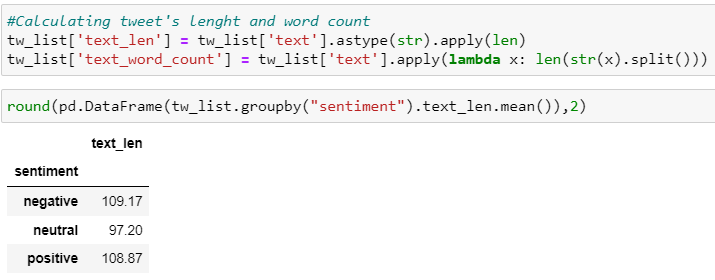 #Calculating tweet's lenght and word count
tw_list['text_len'] = tw_list['text'].astype(str).apply(len)
tw_list['text_word_count'] = tw_list['text'].apply(lambda x: len(str(x).split()))
round(pd.DataFrame(tw_list.groupby("sentiment").text_len.mean()),2)
text_len
sentiment
negative 109.17
neutral 97.20
positive 108.87